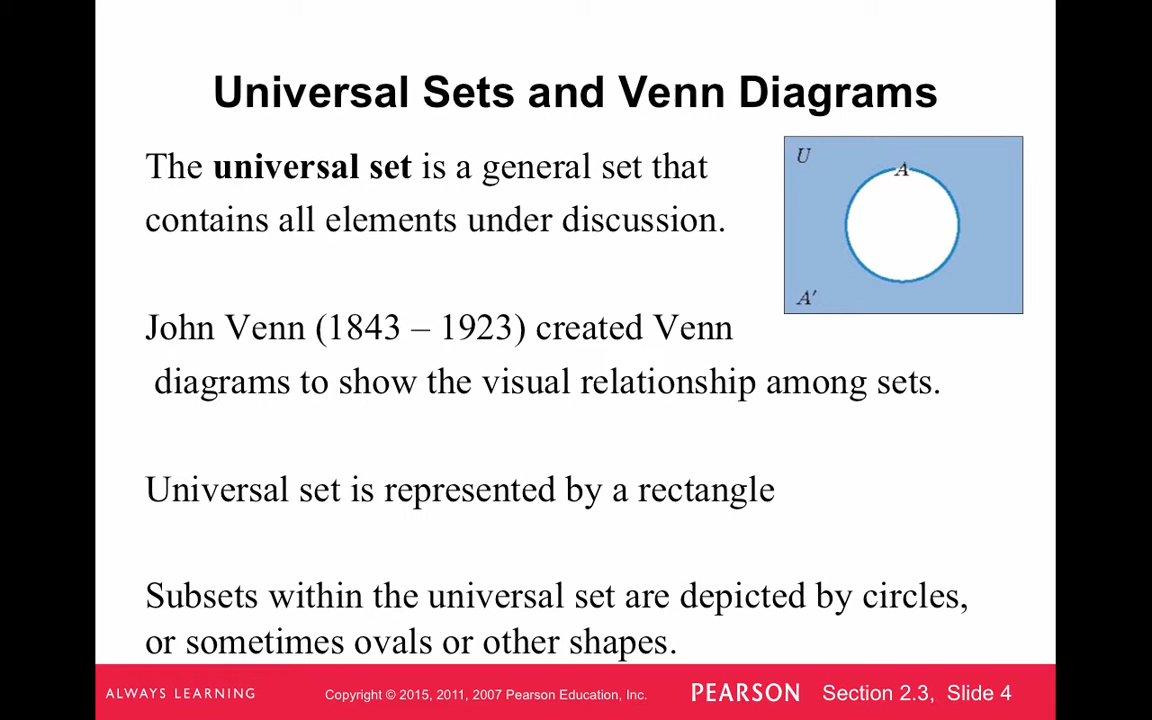 Universal Sets and Venn Diagrams
The universal set is a general set that
contains all elements under discussion.
U
A
A′
John Venn (1843 – 1923) created Venn
diagrams to show the visual relationship among sets.
Universal set is represented by a rectangle
Subsets within the universal set are depicted by circles,
or sometimes ovals or other shapes.
ALWAYS LEARNING Copyright © 2015, 2011, 2007 Pearson Education, Inc. PEARSON Section 2.3, Slide 4